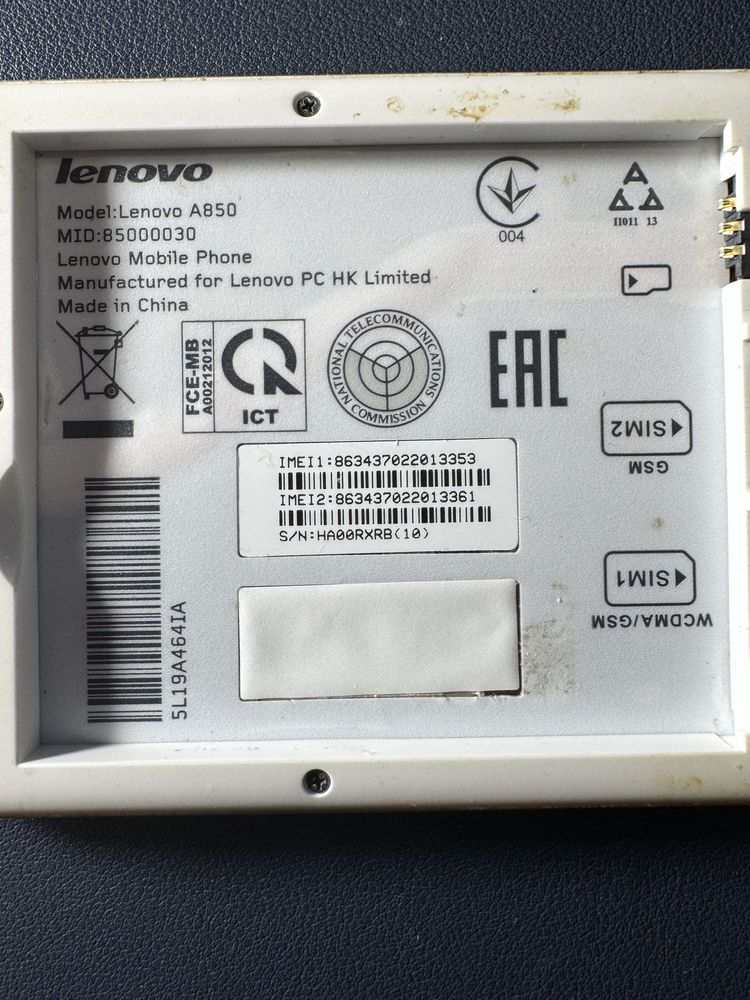 lenovo
Model:Lenovo A850
MID:85000030
Lenovo Mobile Phone
Manufactured for Lenovo PC HK Limited
Made in China
004
II011 13
FCE-MB
A00212012
ICT
NATIONAL TELECOMMUNICATIONS COMMISSION
EAC
SIM2
GSM
IMEI1:863437022013353
IMEI2:863437022013361
S/N:HA00RXRB(10)
SIM1
WCDMA/GSM
5L19A464IA